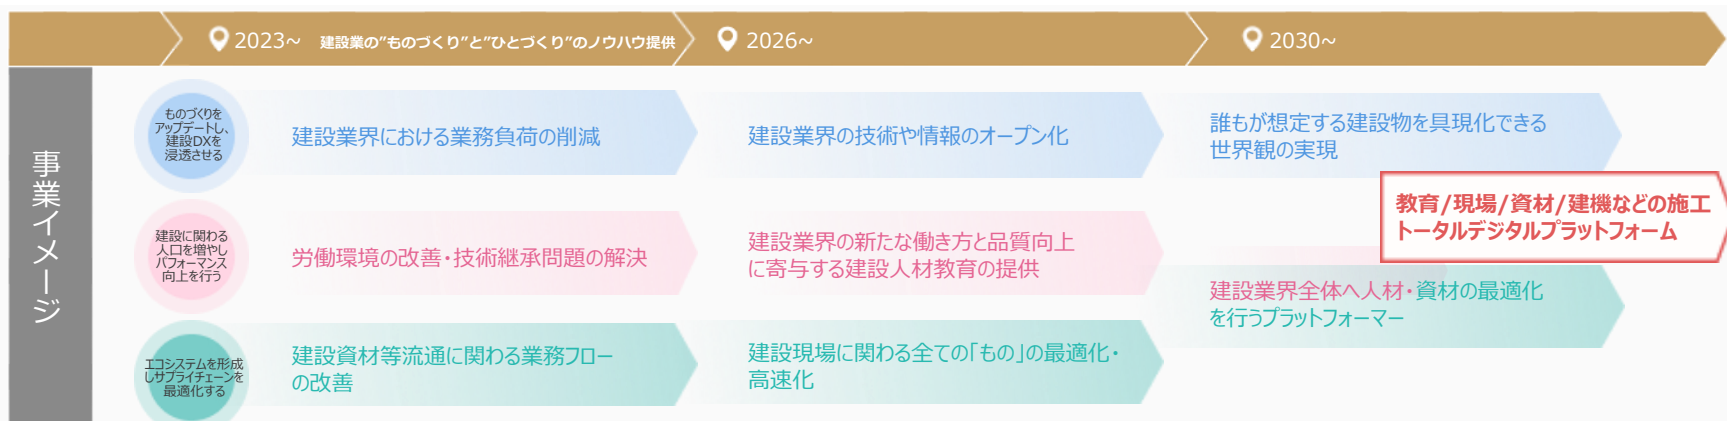 2023~ 建設業の"ものづくり"と"ひとづくり"のノウハウ提供
2026~
2030~
事業イメージ
ものづくりを
アップデートし、
建設DXを
浸透させる
建設業界における業務負荷の削減
建設業界の技術や情報のオープン化
誰もが想定する建設物を具現化できる
世界観の実現
教育/現場/資材/建機などの施工
トータルデジタルプラットフォーム
建設に関わる
人口を増やし
パフォーマンス
向上を行う
労働環境の改善・技術継承問題の解決
建設業界の新たな働き方と品質向上
に寄与する建設人材教育の提供
建設業界全体へ人材・資材の最適化
を行うプラットフォーマー
エコシステムを形成
しサプライチェーンを
最適化する
建設資材等流通に関わる業務フロー
の改善
建設現場に関わる全ての「もの」の最適化・
高速化